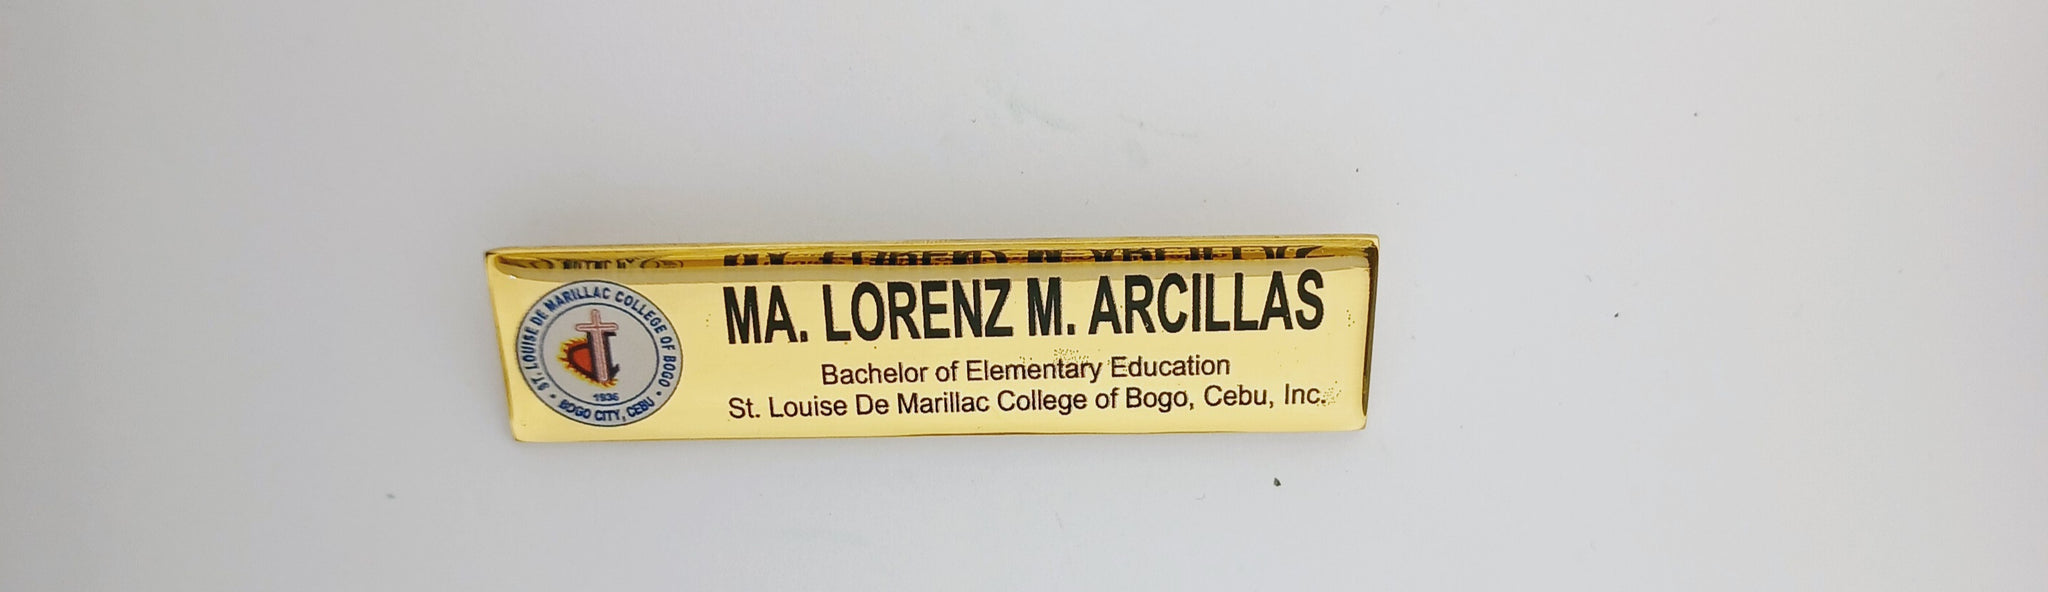 ST. LOUISE DE MARILLAC COLLEGE OF BOGO
1936
BOGO CITY, CEBU
MA. LORENZ M. ARCILLAS
Bachelor of Elementary Education
St. Louise De Marillac College of Bogo, Cebu, Inc.